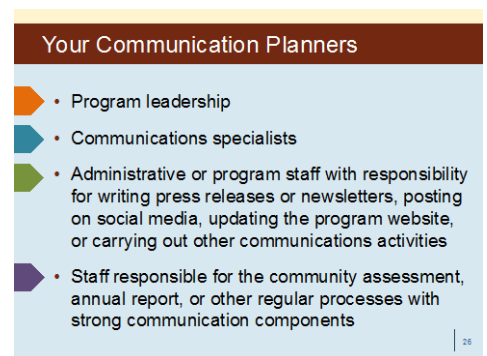 Your Communication Planners
• Program leadership
• Communications specialists
• Administrative or program staff with responsibility
for writing press releases or newsletters, posting
on social media, updating the program website,
or carrying out other communications activities
• Staff responsible for the community assessment,
annual report, or other regular processes with
strong communication components
26